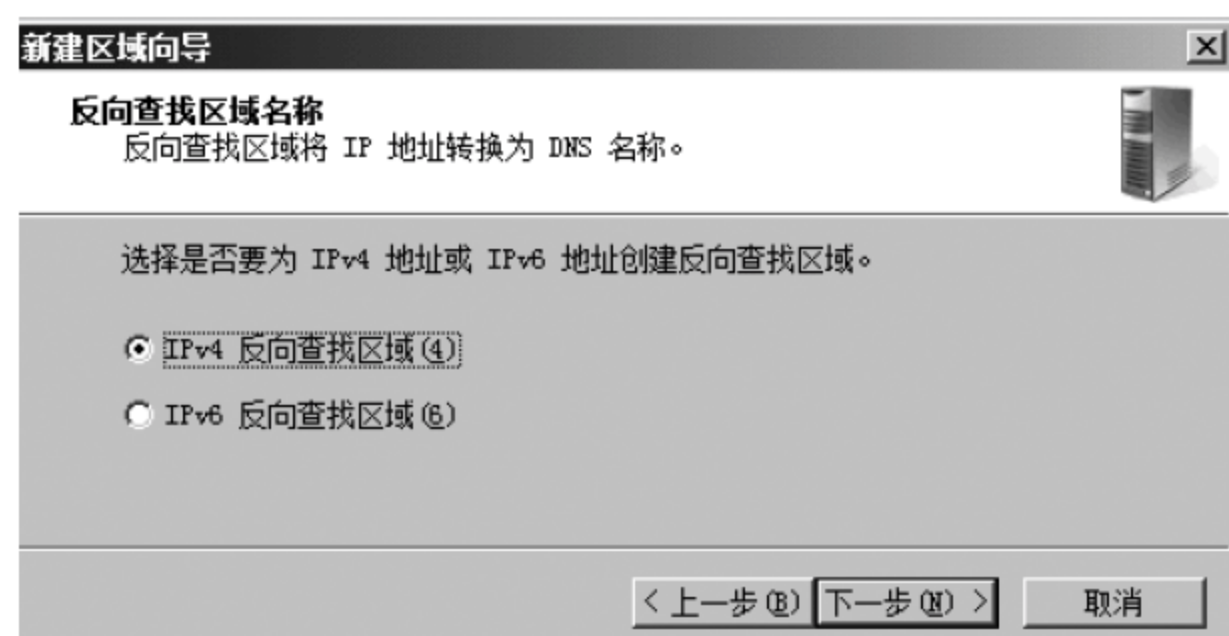 新建区域向导
反向查找区域名称
反向查找区域将 IP 地址转换为 DNS 名称。
选择是否要为 IPv4 地址或 IPv6 地址创建反向查找区域。
IPv4 反向查找区域(4)
IPv6 反向查找区域(6)
< 上一步(B) 下一步(N) > 取消